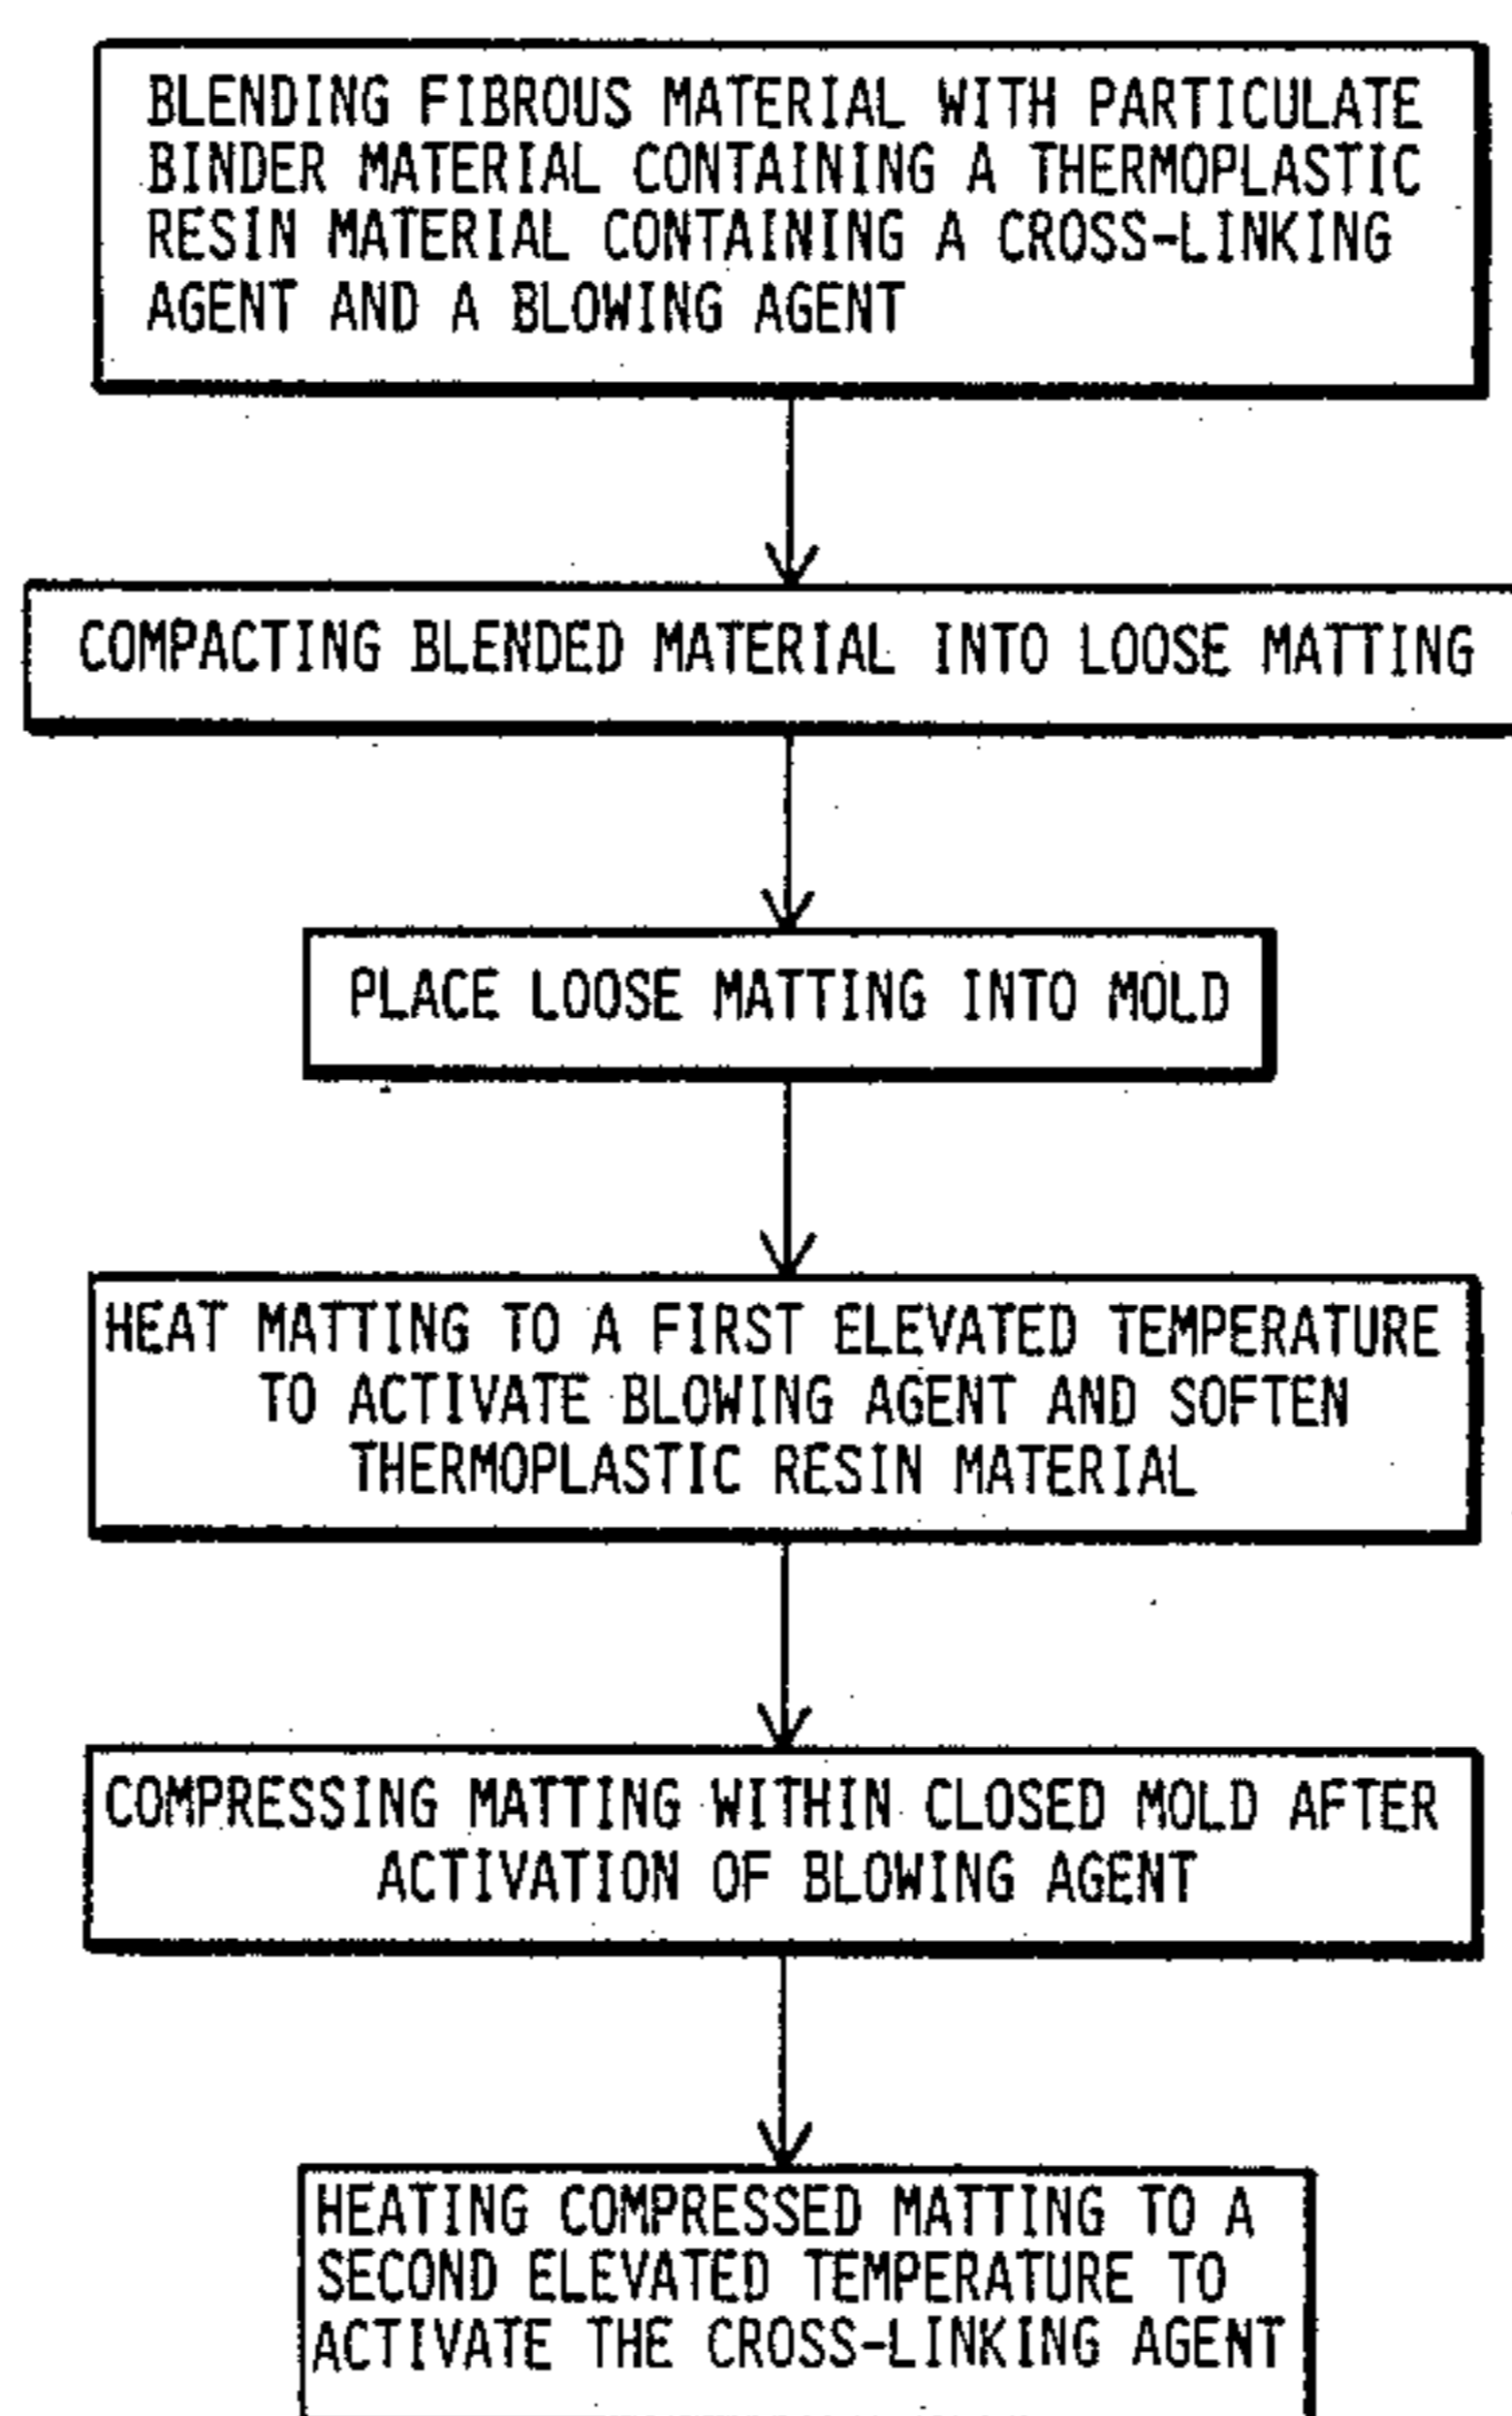 BLENDING FIBROUS MATERIAL WITH PARTICULATE
BINDER MATERIAL CONTAINING A THERMOPLASTIC
RESIN MATERIAL CONTAINING A CROSS-LINKING
AGENT AND A BLOWING AGENT
COMPACTING BLENDED MATERIAL INTO LOOSE MATTING
PLACE LOOSE MATTING INTO MOLD
HEAT MATTING TO A FIRST ELEVATED TEMPERATURE
TO ACTIVATE BLOWING AGENT AND SOFTEN
THERMOPLASTIC RESIN MATERIAL
COMPRESSING MATTING WITHIN CLOSED MOLD AFTER
ACTIVATION OF BLOWING AGENT
HEATING COMPRESSED MATTING TO A
SECOND ELEVATED TEMPERATURE TO
ACTIVATE THE CROSS-LINKING AGENT